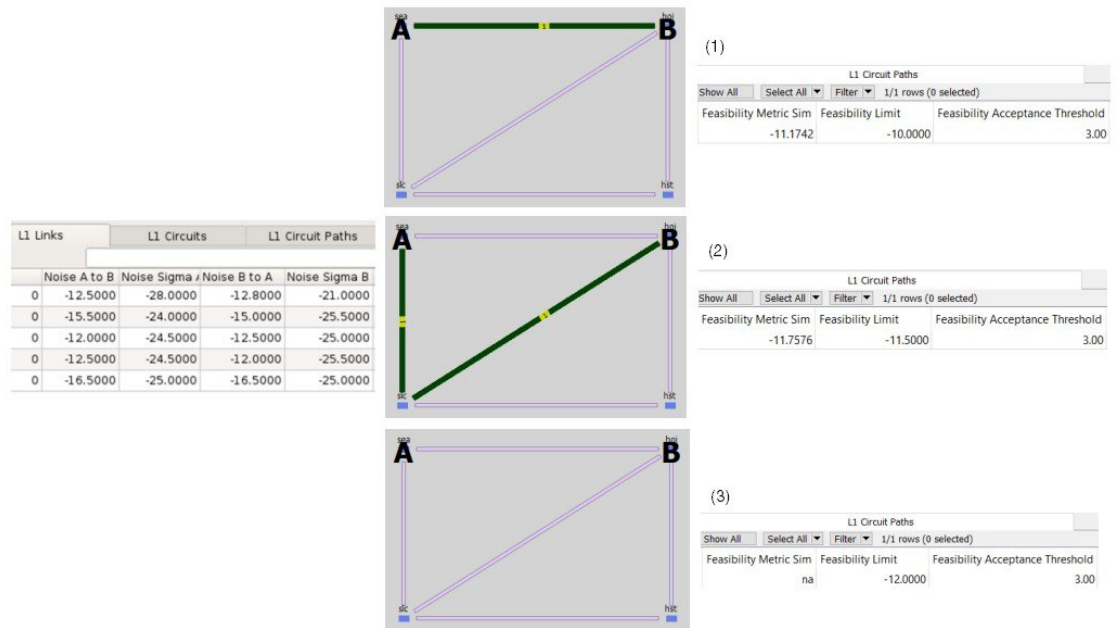 L1 Links L1 Circuits L1 Circuit Paths
Noise A to B Noise Sigma A Noise B to A Noise Sigma B
0 -12.5000 -28.0000 -12.8000 -21.0000
0 -15.5000 -24.0000 -15.0000 -25.5000
0 -12.0000 -24.5000 -12.5000 -25.0000
0 -12.5000 -24.5000 -12.0000 -25.5000
0 -16.5000 -25.0000 -16.5000 -25.0000
sea
A 1 B
slc hst
(1)
L1 Circuit Paths
Show All Select All Filter 1/1 rows (0 selected)
Feasibility Metric Sim Feasibility Limit Feasibility Acceptance Threshold
-11.1742 -10.0000 3.00
sea
A B
1 1
slc hst
(2)
L1 Circuit Paths
Show All Select All Filter 1/1 rows (0 selected)
Feasibility Metric Sim Feasibility Limit Feasibility Acceptance Threshold
-11.7576 -11.5000 3.00
sea
A B
slc hst
(3)
L1 Circuit Paths
Show All Select All Filter 1/1 rows (0 selected)
Feasibility Metric Sim Feasibility Limit Feasibility Acceptance Threshold
na -12.0000 3.00